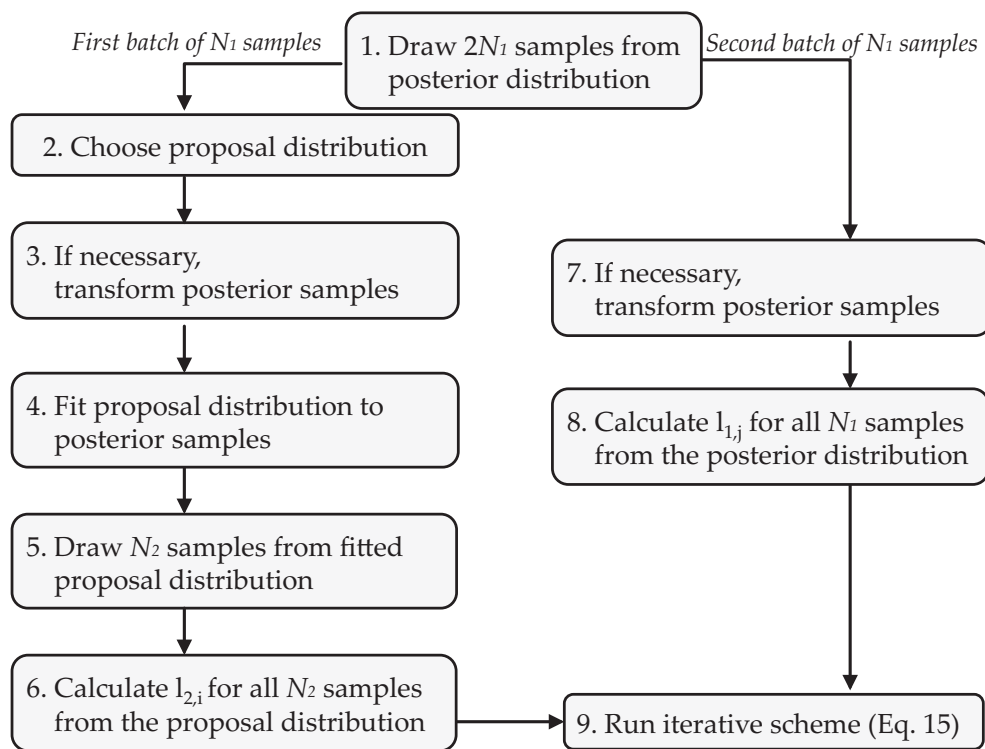 First batch of N1 samples
1. Draw 2N1 samples from
posterior distribution
Second batch of N1 samples
2. Choose proposal distribution
3. If necessary,
transform posterior samples
4. Fit proposal distribution to
posterior samples
5. Draw N2 samples from fitted
proposal distribution
6. Calculate l2,i for all N2 samples
from the proposal distribution
7. If necessary,
transform posterior samples
8. Calculate l1,j for all N1 samples
from the posterior distribution
9. Run iterative scheme (Eq. 15)